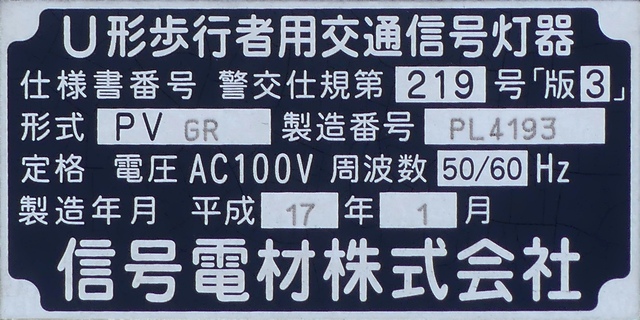 U形歩行者用交通信号灯器
仕様書番号 警交仕規第 219 号「版3」
形式 PV GR 製造番号 PL4193
定格 電圧 AC100V 周波数 50/60 Hz
製造年月 平成 17 年 1 月
信号電材株式会社